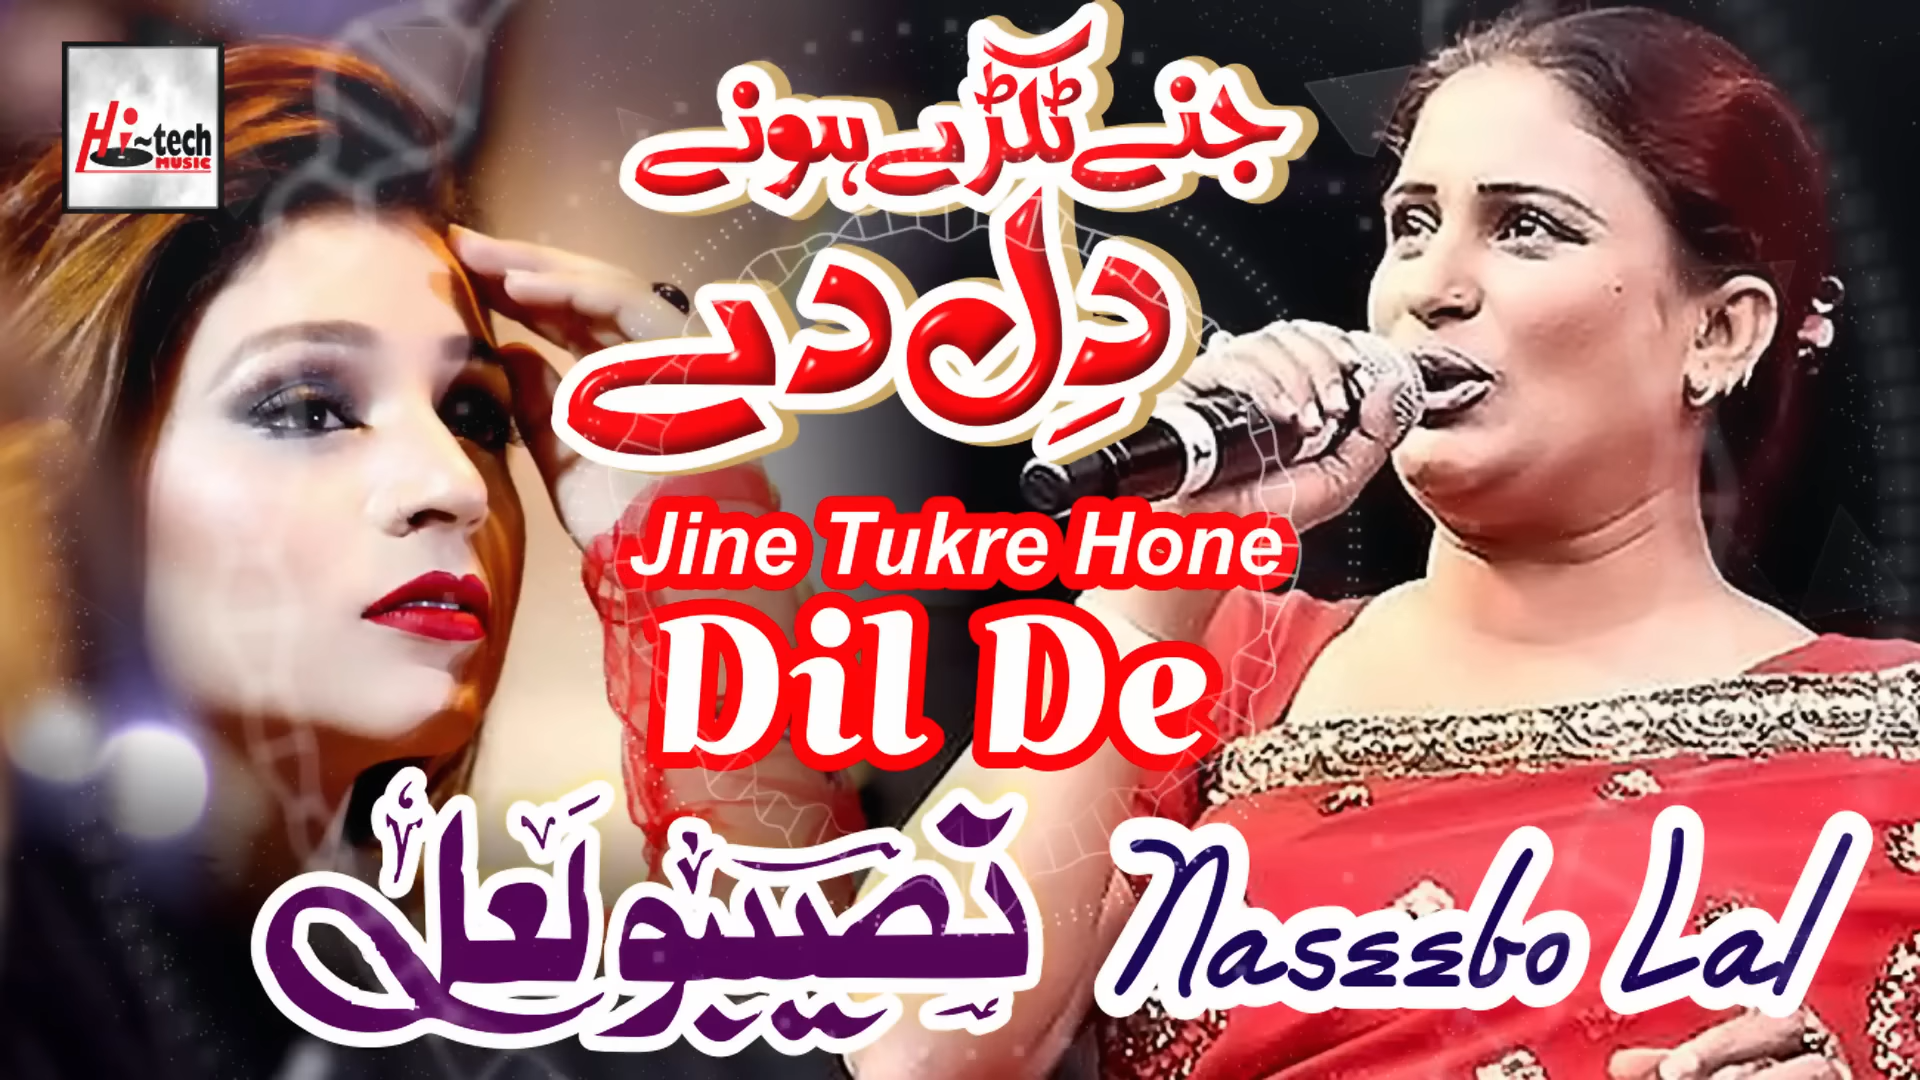 Hi~tech
MUSIC
جنے ٹکڑے ہونے
دِل دے
Jine Tukre Hone
Dil De
نصیبو لعل
Naseebo Lal